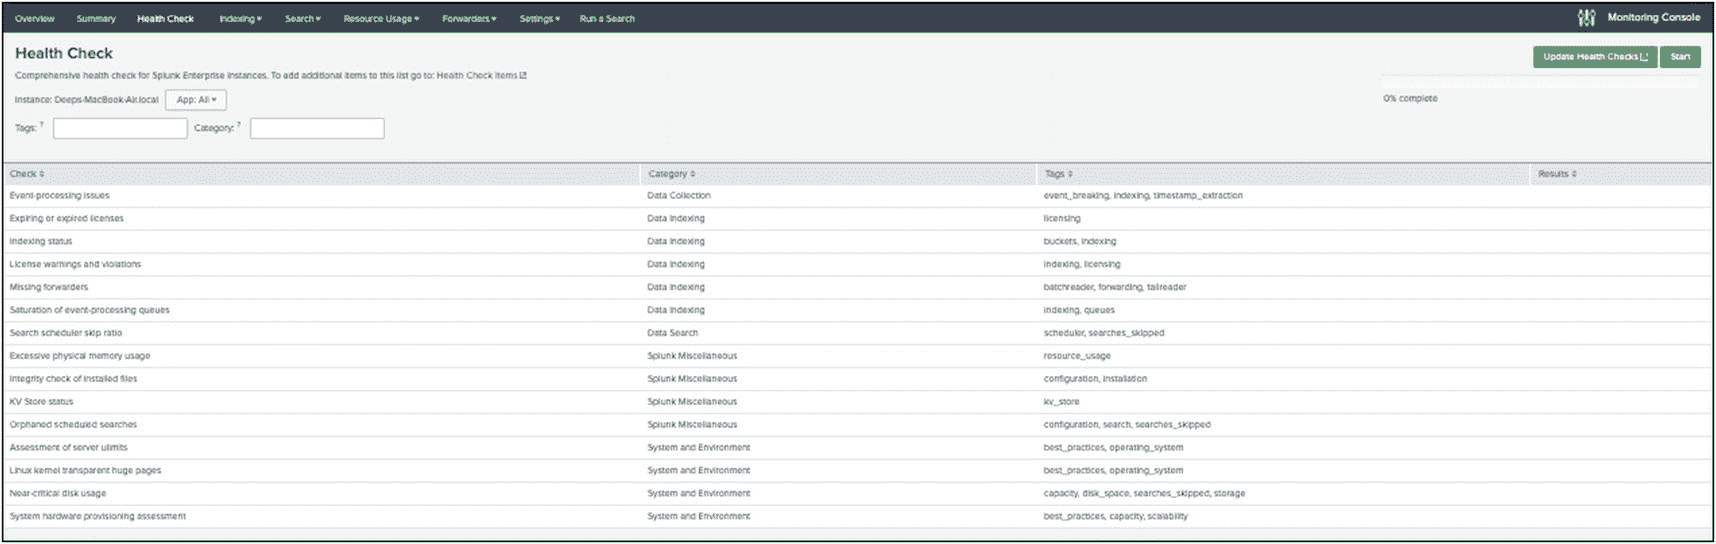 Overview Summary Health Check Indexing Search Resource Usage Forwarders Settings Run a Search Monitoring Console
Health Check
Update Health Checks Start
Comprehensive health check for Splunk Enterprise instances. To add additional items to this list go to: Health Check Items
Instance: Deeps-MacBook-Air.local App: All
0% complete
Tags: ? Category: ?
Check Category Tags Results
Event-processing issues Data Collection event_breaking, indexing, timestamp_extraction
Expiring or expired licenses Data Indexing licensing
Indexing status Data Indexing buckets, indexing
License warnings and violations Data Indexing indexing, licensing
Missing forwarders Data Indexing batchreader, forwarding, tailreader
Saturation of event-processing queues Data Indexing indexing, queues
Search scheduler skip ratio Data Search scheduler, searches_skipped
Excessive physical memory usage Splunk Miscellaneous resource_usage
Integrity check of installed files Splunk Miscellaneous configuration, installation
KV Store status Splunk Miscellaneous kv_store
Orphaned scheduled searches Splunk Miscellaneous configuration, search, searches_skipped
Assessment of server ulimits System and Environment best_practices, operating_system
Linux kernel transparent huge pages System and Environment best_practices, operating_system
Near-critical disk usage System and Environment capacity, disk_space, searches_skipped, storage
System hardware provisioning assessment System and Environment best_practices, capacity, scalability